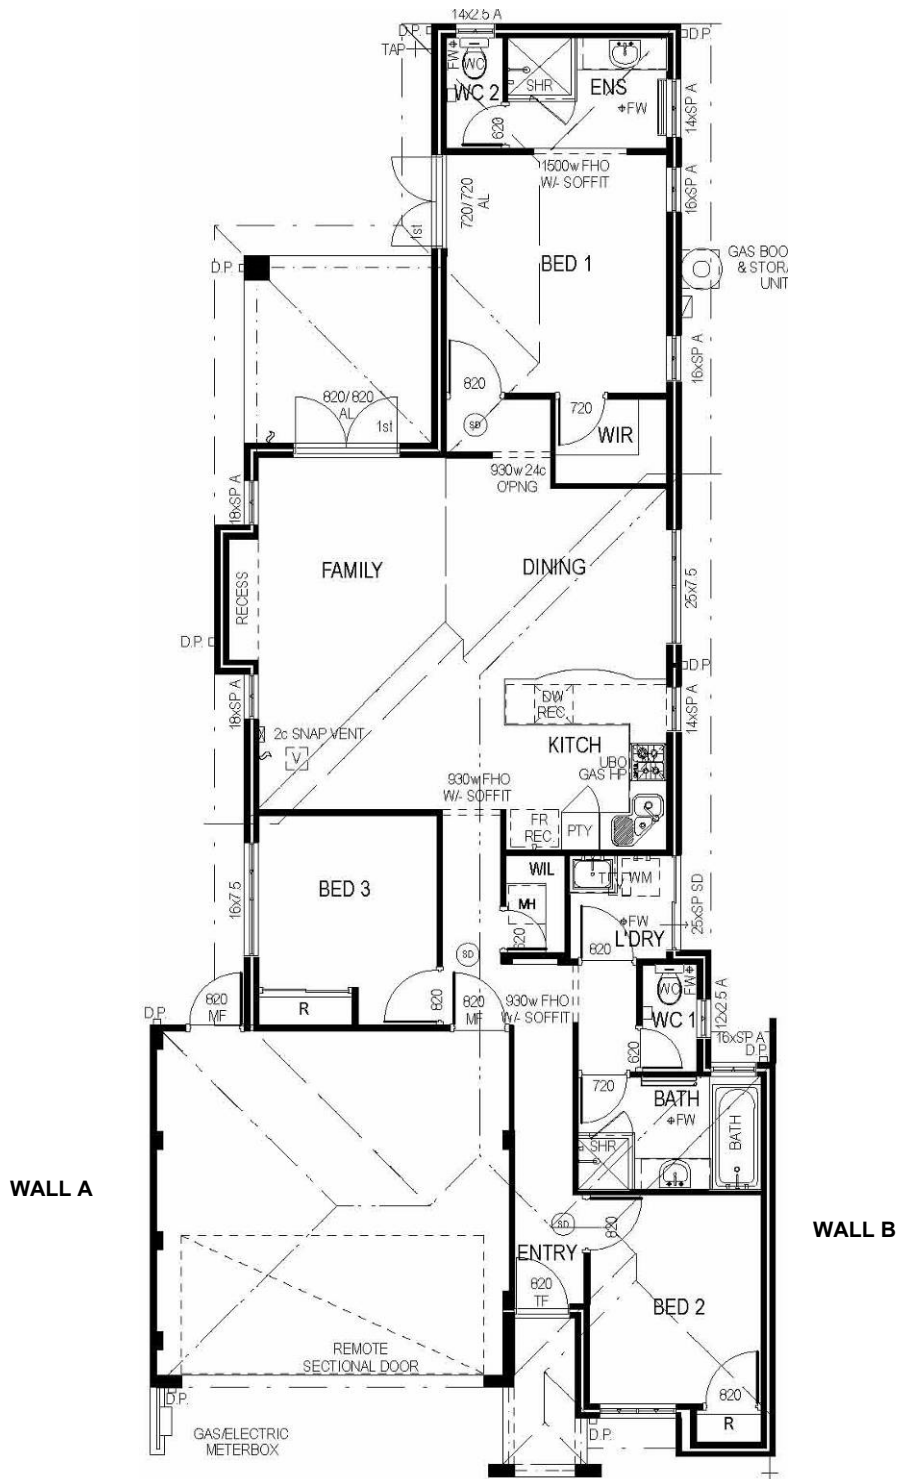 14x2.5 A
D.P.
D.P.
TAP
FW
WC
WC 2
SHR
ENS
FW
620
14xSP A
1500w FHO
W/- SOFFIT
16xSP A
720/720
AL
1st
BED 1
D.P.
GAS BOO
& STOR
UNIT
16xSP A
820
820/820
AL
1st
720
WIR
SD
930w 24c
O'PNG
18xSP A
FAMILY
DINING
25x7.5
RECESS
D.P.
D.P.
18xSP A
DW
REC
14xSP A
2c SNAP VENT
V
KITCH
UBO
GAS HP
930w FHO
W/- SOFFIT
FR
REC
PTY
BED 3
16x7.5
WIL
MH
WM
25xSP SD
620
FW
L'DRY
820
SD
820
MF
R
820
820
MF
930w FHO
W/- SOFFIT
WC
FW
WC 1
12x2.5 A
D.P.
620
16xSP A
D.P.
720
BATH
FW
BATH
SHR
WALL A
WALL B
SD
820
ENTRY
820
TF
BED 2
REMOTE
SECTIONAL DOOR
820
R
D.P.
D.P.
GAS/ELECTRIC
METERBOX